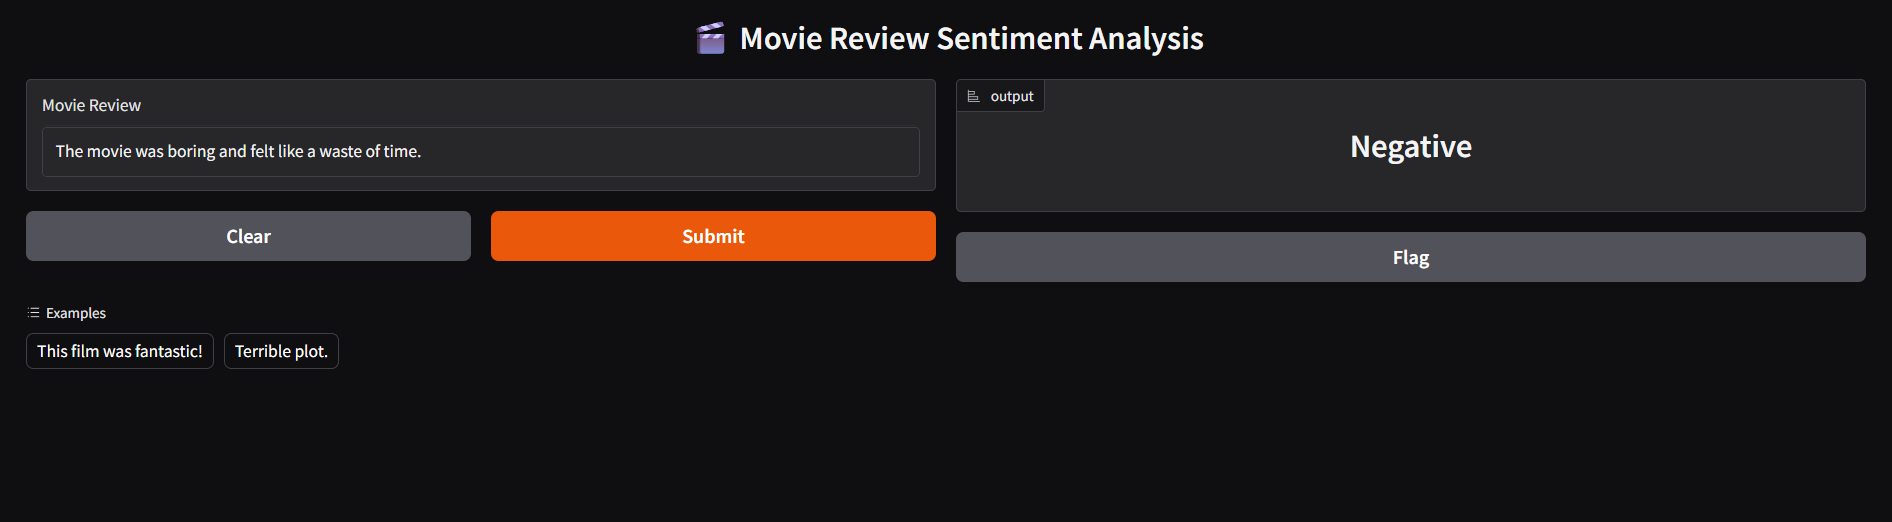 🎬 Movie Review Sentiment Analysis
Movie Review
The movie was boring and felt like a waste of time.
Clear
Submit
Examples
This film was fantastic!
Terrible plot.
output
Negative
Flag